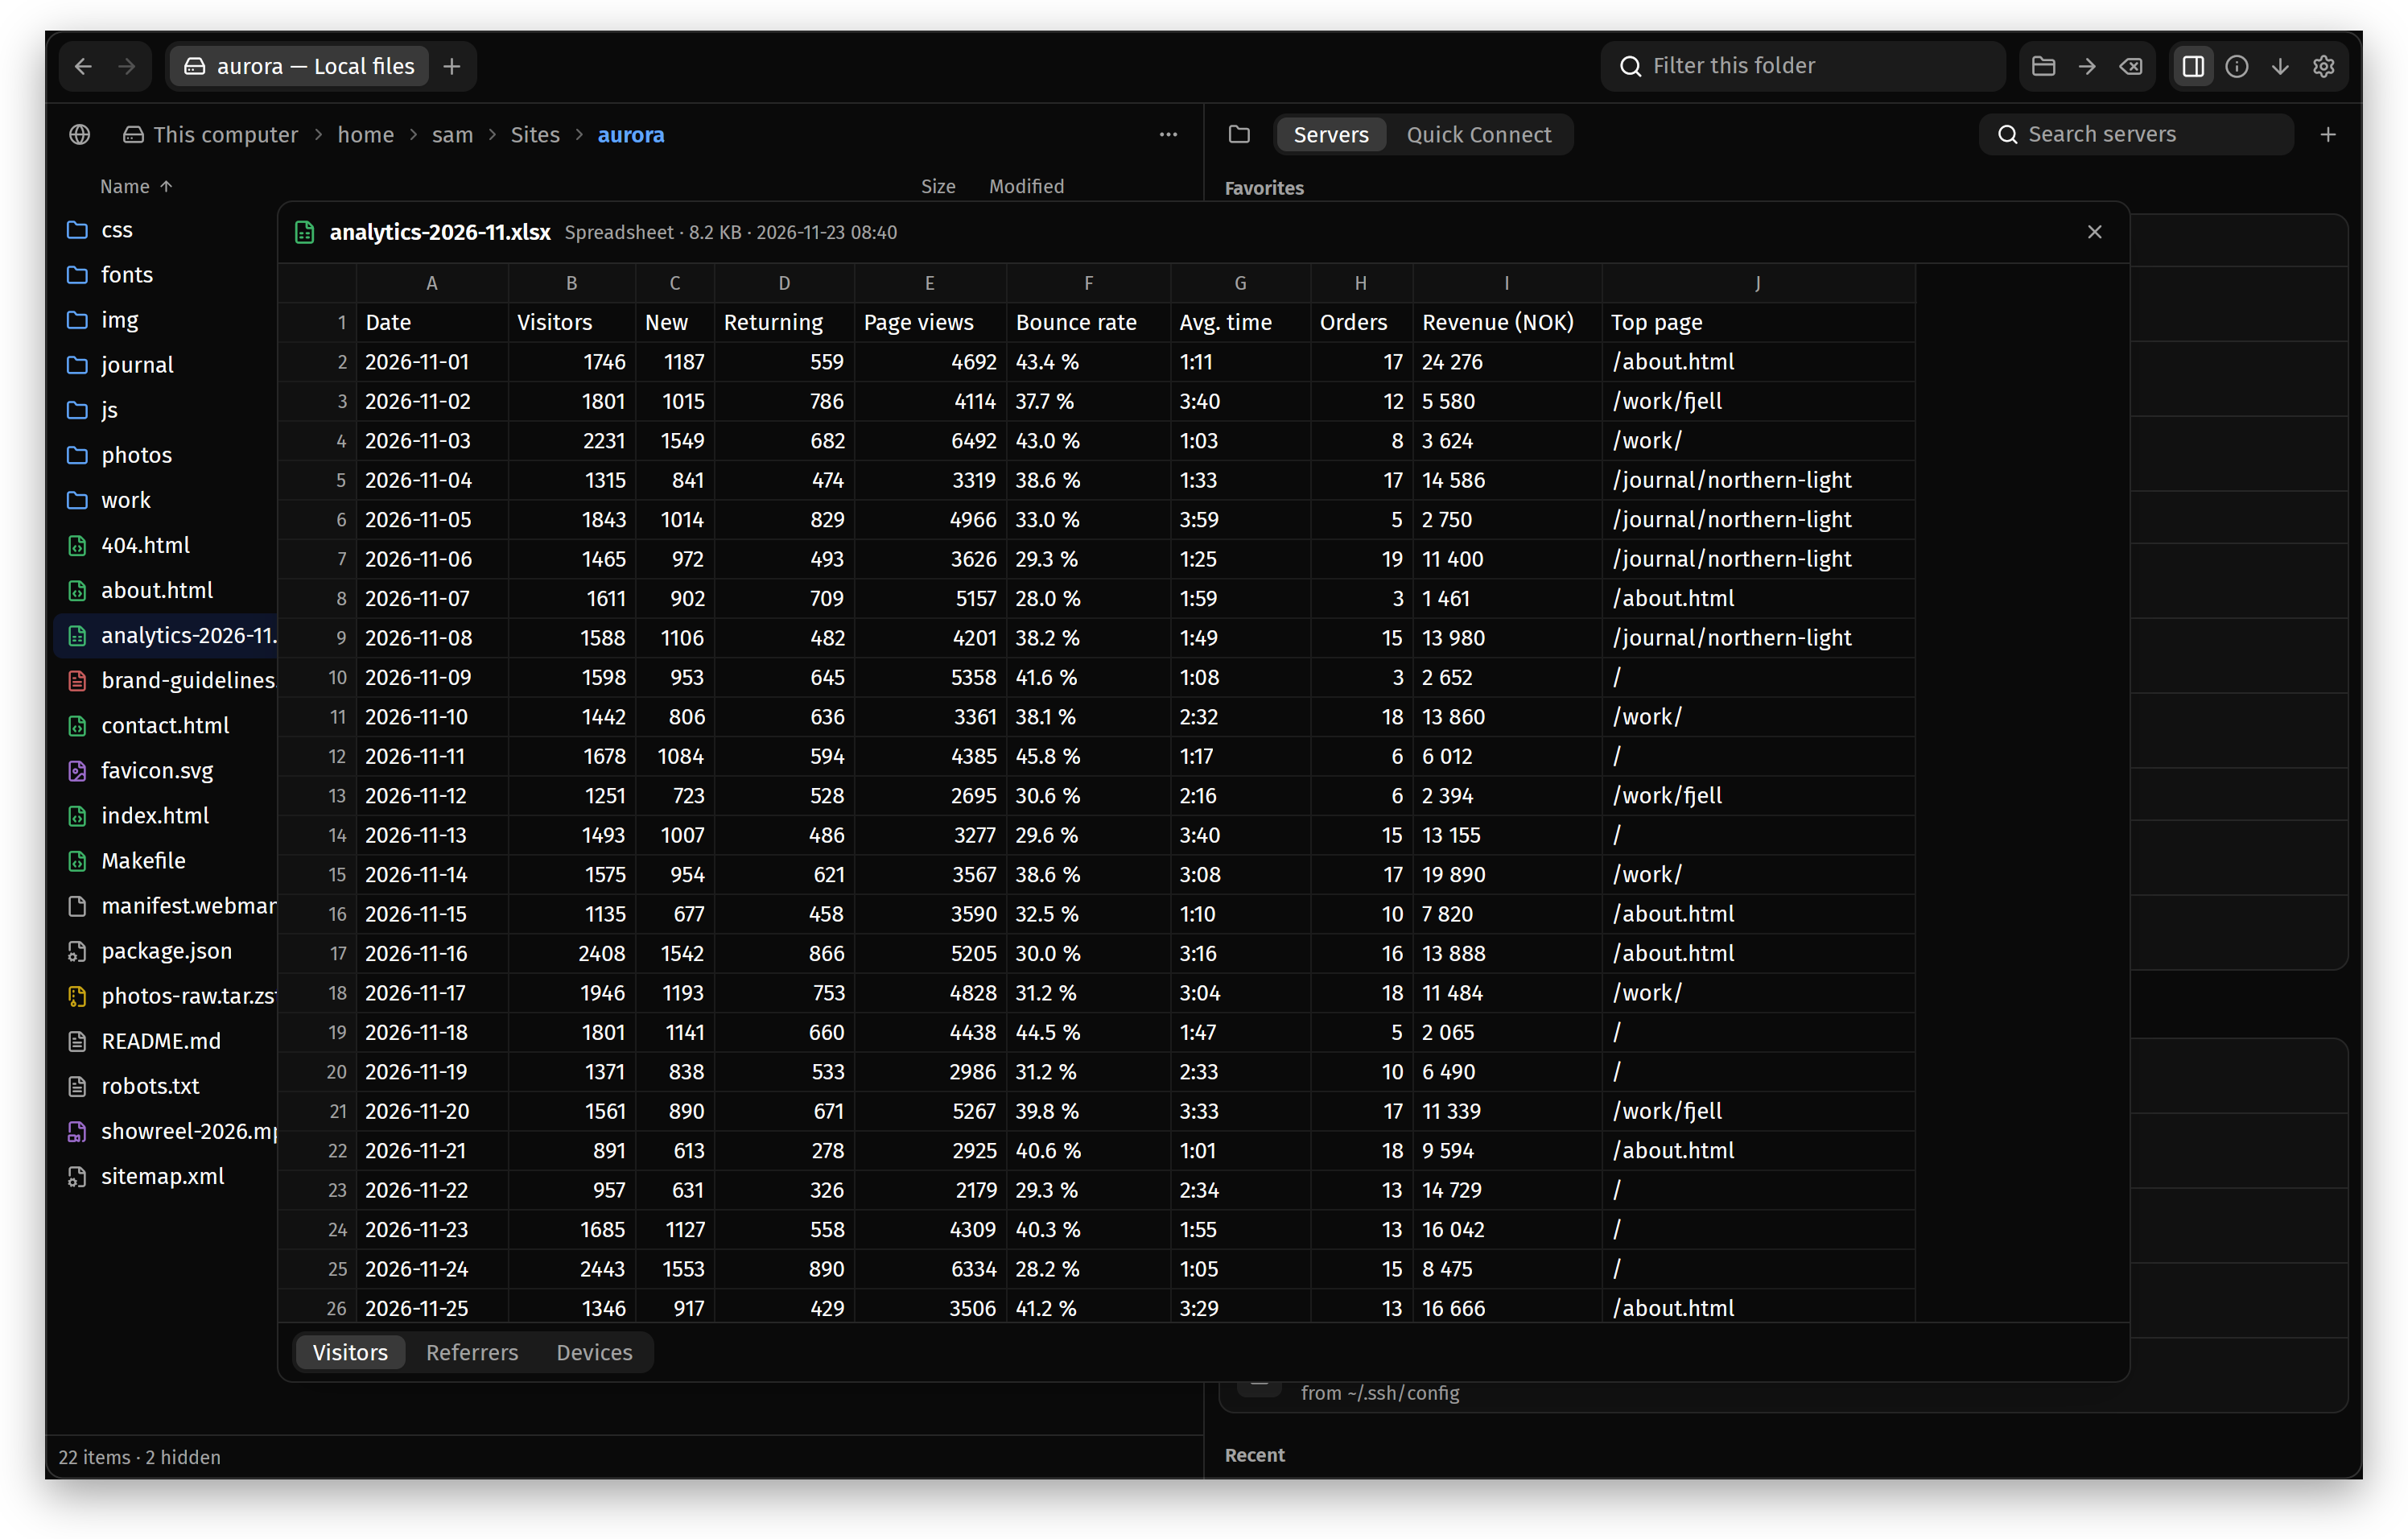 aurora — Local files
Filter this folder
This computer › home › sam › Sites › aurora
Servers Quick Connect
Search servers
Name Size Modified
Favorites
css
fonts
img
journal
js
photos
work
404.html
about.html
analytics-2026-11.
brand-guidelines.
contact.html
favicon.svg
index.html
Makefile
manifest.webmar
package.json
photos-raw.tar.zst
README.md
robots.txt
showreel-2026.mp
sitemap.xml
analytics-2026-11.xlsx Spreadsheet · 8.2 KB · 2026-11-23 08:40
A B C D E F G H I J
1 Date Visitors New Returning Page views Bounce rate Avg. time Orders Revenue (NOK) Top page
2 2026-11-01 1746 1187 559 4692 43.4 % 1:11 17 24 276 /about.html
3 2026-11-02 1801 1015 786 4114 37.7 % 3:40 12 5 580 /work/fjell
4 2026-11-03 2231 1549 682 6492 43.0 % 1:03 8 3 624 /work/
5 2026-11-04 1315 841 474 3319 38.6 % 1:33 17 14 586 /journal/northern-light
6 2026-11-05 1843 1014 829 4966 33.0 % 3:59 5 2 750 /journal/northern-light
7 2026-11-06 1465 972 493 3626 29.3 % 1:25 19 11 400 /journal/northern-light
8 2026-11-07 1611 902 709 5157 28.0 % 1:59 3 1 461 /about.html
9 2026-11-08 1588 1106 482 4201 38.2 % 1:49 15 13 980 /journal/northern-light
10 2026-11-09 1598 953 645 5358 41.6 % 1:08 3 2 652 /
11 2026-11-10 1442 806 636 3361 38.1 % 2:32 18 13 860 /work/
12 2026-11-11 1678 1084 594 4385 45.8 % 1:17 6 6 012 /
13 2026-11-12 1251 723 528 2695 30.6 % 2:16 6 2 394 /work/fjell
14 2026-11-13 1493 1007 486 3277 29.6 % 3:40 15 13 155 /
15 2026-11-14 1575 954 621 3567 38.6 % 3:08 17 19 890 /work/
16 2026-11-15 1135 677 458 3590 32.5 % 1:10 10 7 820 /about.html
17 2026-11-16 2408 1542 866 5205 30.0 % 3:16 16 13 888 /about.html
18 2026-11-17 1946 1193 753 4828 31.2 % 3:04 18 11 484 /work/
19 2026-11-18 1801 1141 660 4438 44.5 % 1:47 5 2 065 /
20 2026-11-19 1371 838 533 2986 31.2 % 2:33 10 6 490 /
21 2026-11-20 1561 890 671 5267 39.8 % 3:33 17 11 339 /work/fjell
22 2026-11-21 891 613 278 2925 40.6 % 1:01 18 9 594 /about.html
23 2026-11-22 957 631 326 2179 29.3 % 2:34 13 14 729 /
24 2026-11-23 1685 1127 558 4309 40.3 % 1:55 13 16 042 /
25 2026-11-24 2443 1553 890 6334 28.2 % 1:05 15 8 475 /
26 2026-11-25 1346 917 429 3506 41.2 % 3:29 13 16 666 /about.html
Visitors Referrers Devices
from ~/.ssh/config
22 items · 2 hidden
Recent